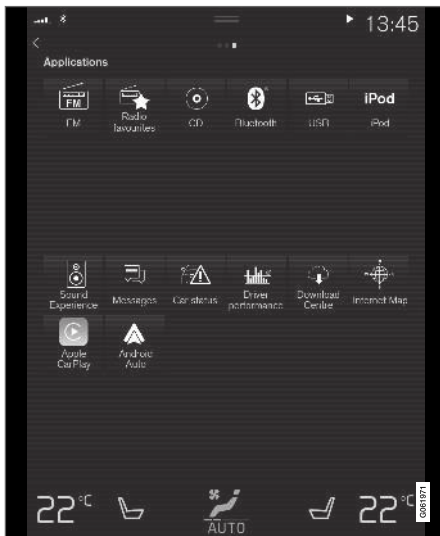 13:45
Applications
FM
iPod
FM
Radio
favourites
CD
Bluetooth
USB
iPod
Sound
Experience
Messages
Car status
Driver
performance
Download
Centre
Internet Map
Apple
CarPlay
Android
Auto
22°C
AUTO
22°C
G061971